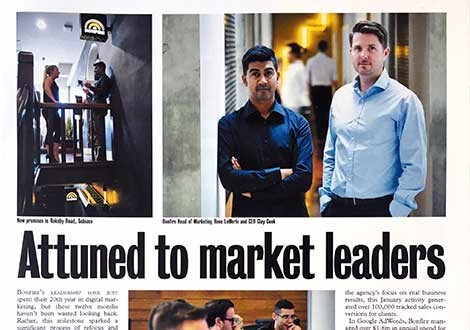 New premises in Rokeby Road, Subiaco
Bonfire Head of Marketing Rene LeMerle and CEO Clay Cook
Attuned to market leaders
BONFIRE'S LEADERSHIP HAVE JUST
spent their 20th year in digital mar-
keting, but these twelve months
haven't been wasted looking back.
Rather, this milestone sparked a
significant process of refocus and
the agency's focus on real business
results, this January activity gener-
ated over 100,000 tracked sales con-
versions for clients.
In Google AdWords, Bonfire man-
aged over $1.8m in annual spend for